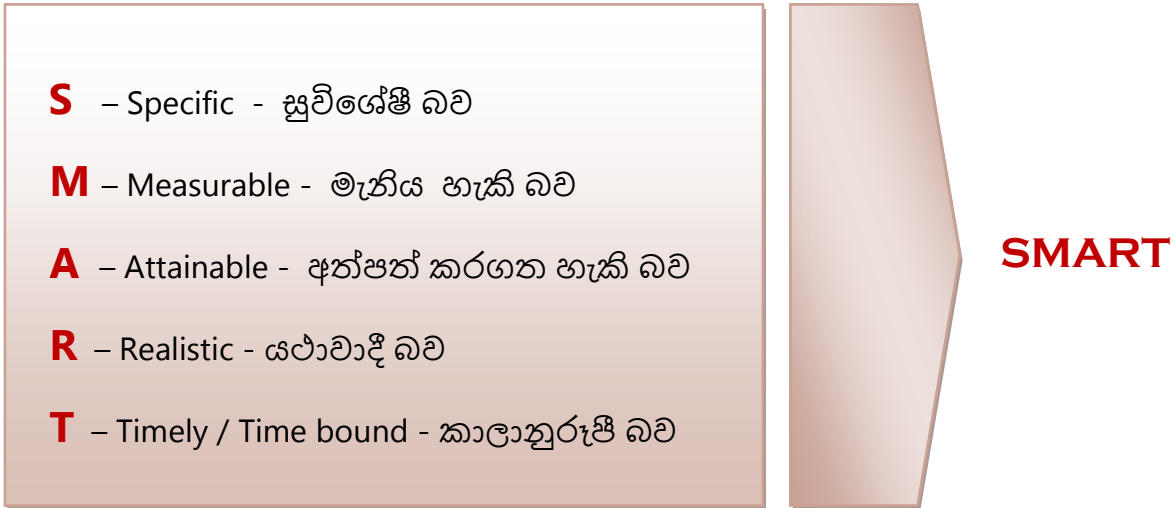 S – Specific - සුවිශේෂී බව
M – Measurable - මැනිය හැකි බව
A – Attainable - අත්පත් කරගත හැකි බව
R – Realistic - යථාවාදී බව
T – Timely / Time bound - කාලානුරූපී බව
SMART